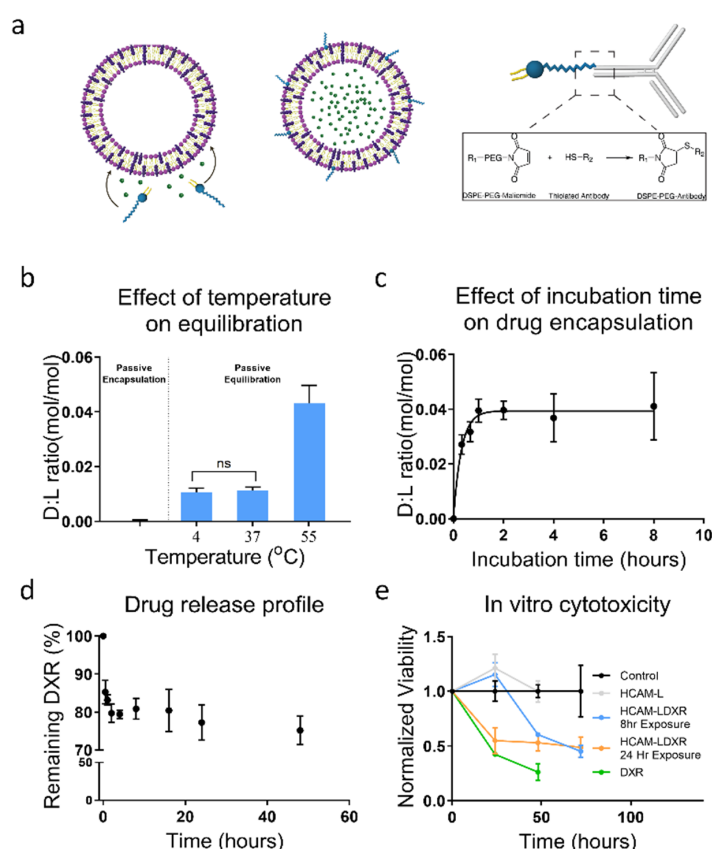 a
R₁—PEG—N
O
O
+
HS—R₂
R₁—N
O
O
S
R₂
DSPE-PEG-Maliomide
Thiolated Antibody
DSPE-PEG-Antibody
b
Effect of temperature
on equilibration
D:L ratio(mol/mol)
0.06
0.04
0.02
0.00
Passive
Encapsulation
Passive
Equilibration
ns
4
37
55
Temperature (°C)
c
Effect of incubation time
on drug encapsulation
D:L ratio(mol/mol)
0.06
0.04
0.02
0.00
0
2
4
6
8
10
Incubation time (hours)
d
Drug release profile
Remaining DXR (%)
100
90
80
70
50
0
0
20
40
60
Time (hours)
e
In vitro cytotoxicity
Normalized Viability
1.5
1.0
0.5
0.0
0
50
100
Time (hours)
Control
HCAM-L
HCAM-LDXR
8hr Exposure
HCAM-LDXR
24 Hr Exposure
DXR